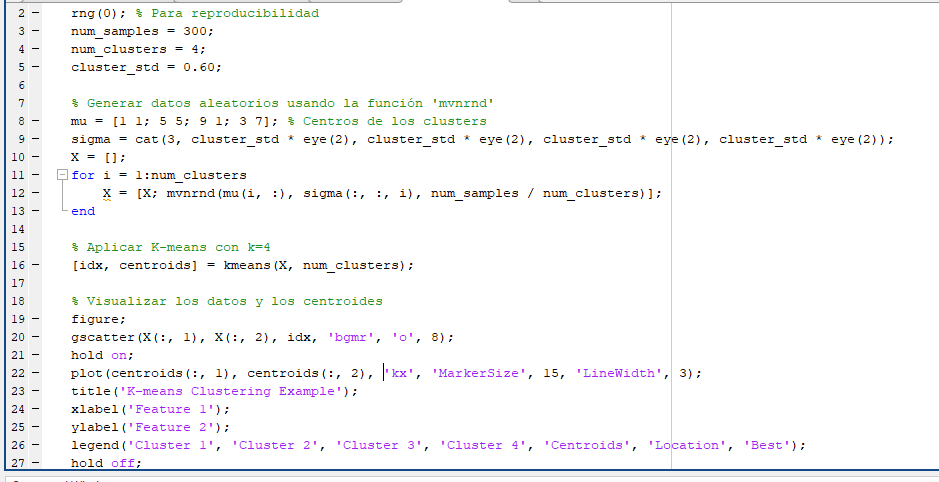 2 – rng(0); % Para reproducibilidad
3 – num_samples = 300;
4 – num_clusters = 4;
5 – cluster_std = 0.60;
6
7 % Generar datos aleatorios usando la función 'mvnrnd'
8 – mu = [1 1; 5 5; 9 1; 3 7]; % Centros de los clusters
9 – sigma = cat(3, cluster_std * eye(2), cluster_std * eye(2), cluster_std * eye(2), cluster_std * eye(2));
10 – X = [];
11 – for i = 1:num_clusters
12 – X = [X; mvnrnd(mu(i, :), sigma(:, :, i), num_samples / num_clusters)];
13 – end
14
15 % Aplicar K-means con k=4
16 – [idx, centroids] = kmeans(X, num_clusters);
17
18 % Visualizar los datos y los centroides
19 – figure;
20 – gscatter(X(:, 1), X(:, 2), idx, 'bgmr', 'o', 8);
21 – hold on;
22 – plot(centroids(:, 1), centroids(:, 2), 'kx', 'MarkerSize', 15, 'LineWidth', 3);
23 – title('K-means Clustering Example');
24 – xlabel('Feature 1');
25 – ylabel('Feature 2');
26 – legend('Cluster 1', 'Cluster 2', 'Cluster 3', 'Cluster 4', 'Centroids', 'Location', 'Best');
27 – hold off;